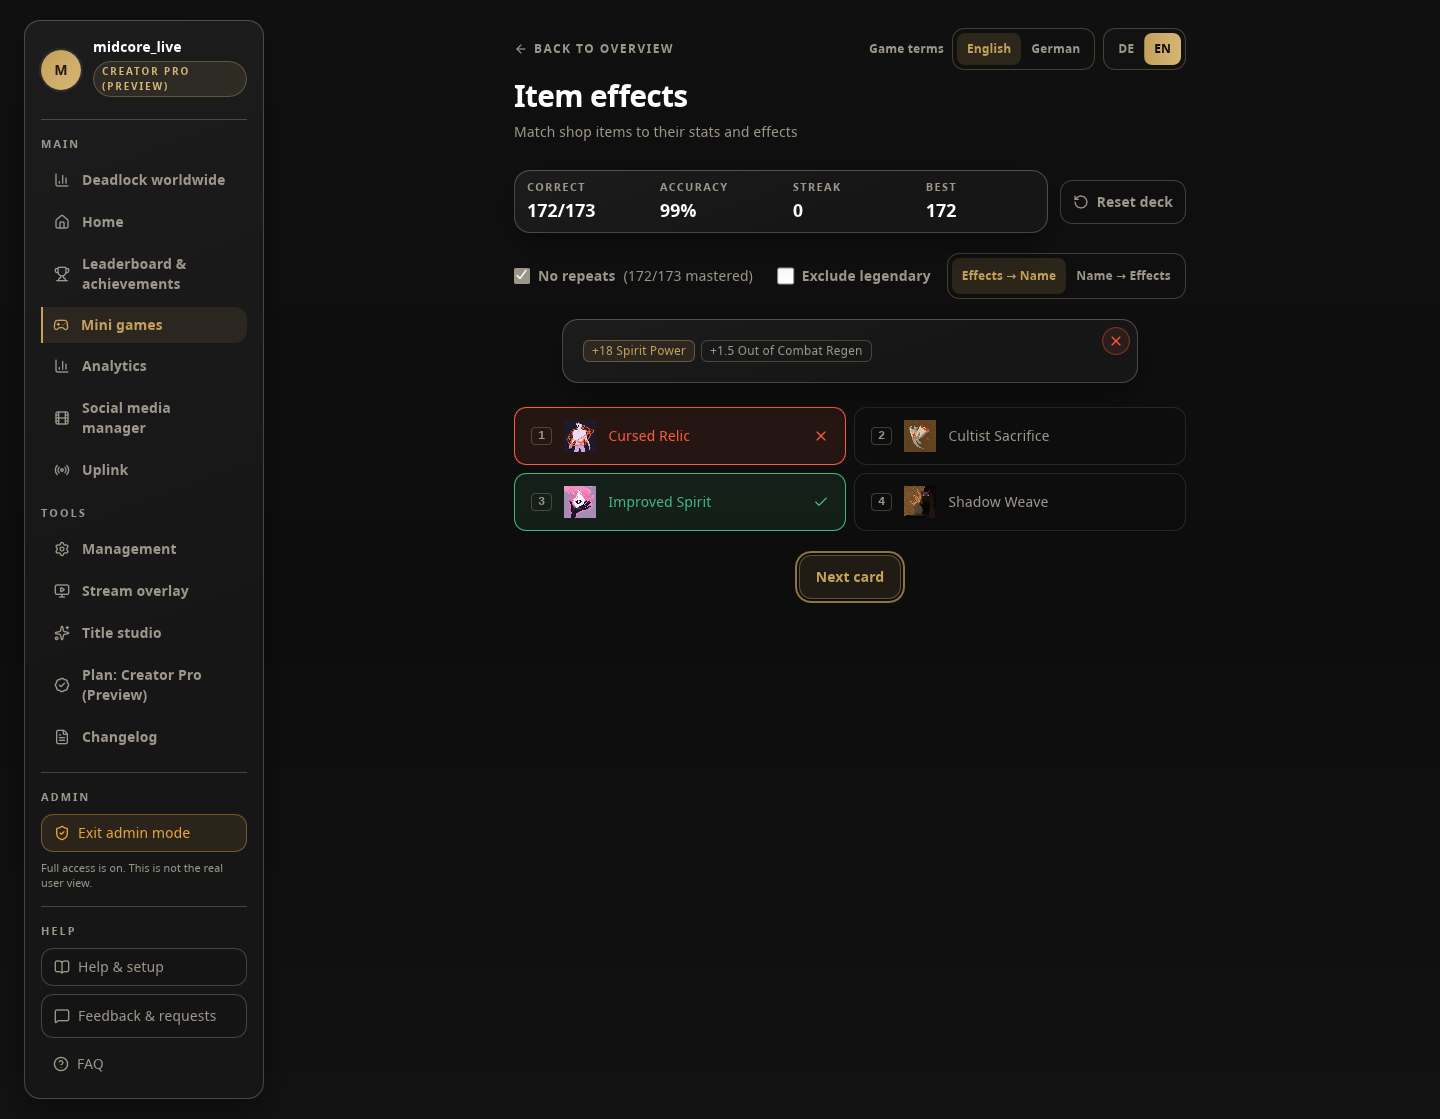 M
midcore_live
CREATOR PRO
(PREVIEW)
MAIN
Deadlock worldwide
Home
Leaderboard &
achievements
Mini games
Analytics
Social media
manager
Uplink
TOOLS
Management
Stream overlay
Title studio
Plan: Creator Pro
(Preview)
Changelog
ADMIN
Exit admin mode
Full access is on. This is not the real
user view.
HELP
Help & setup
Feedback & requests
FAQ
← BACK TO OVERVIEW
Game terms English German DE EN
Item effects
Match shop items to their stats and effects
CORRECT ACCURACY STREAK BEST
172/173 99% 0 172
Reset deck
No repeats (172/173 mastered) Exclude legendary Effects → Name Name → Effects
+18 Spirit Power +1.5 Out of Combat Regen
1 Cursed Relic
2 Cultist Sacrifice
3 Improved Spirit
4 Shadow Weave
Next card